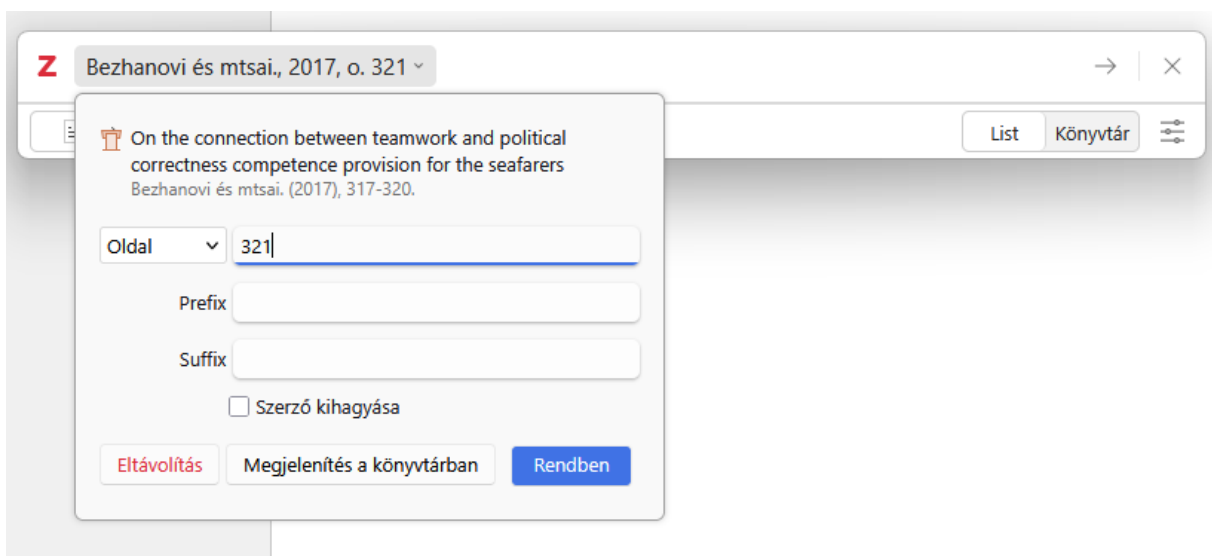 Z Bezhanovi és mtsai., 2017, o. 321
List Könyvtár
On the connection between teamwork and political
correctness competence provision for the seafarers
Bezhanovi és mtsai. (2017), 317-320.
Oldal 321
Prefix
Suffix
Szerző kihagyása
Eltávolítás Megjelenítés a könyvtárban Rendben